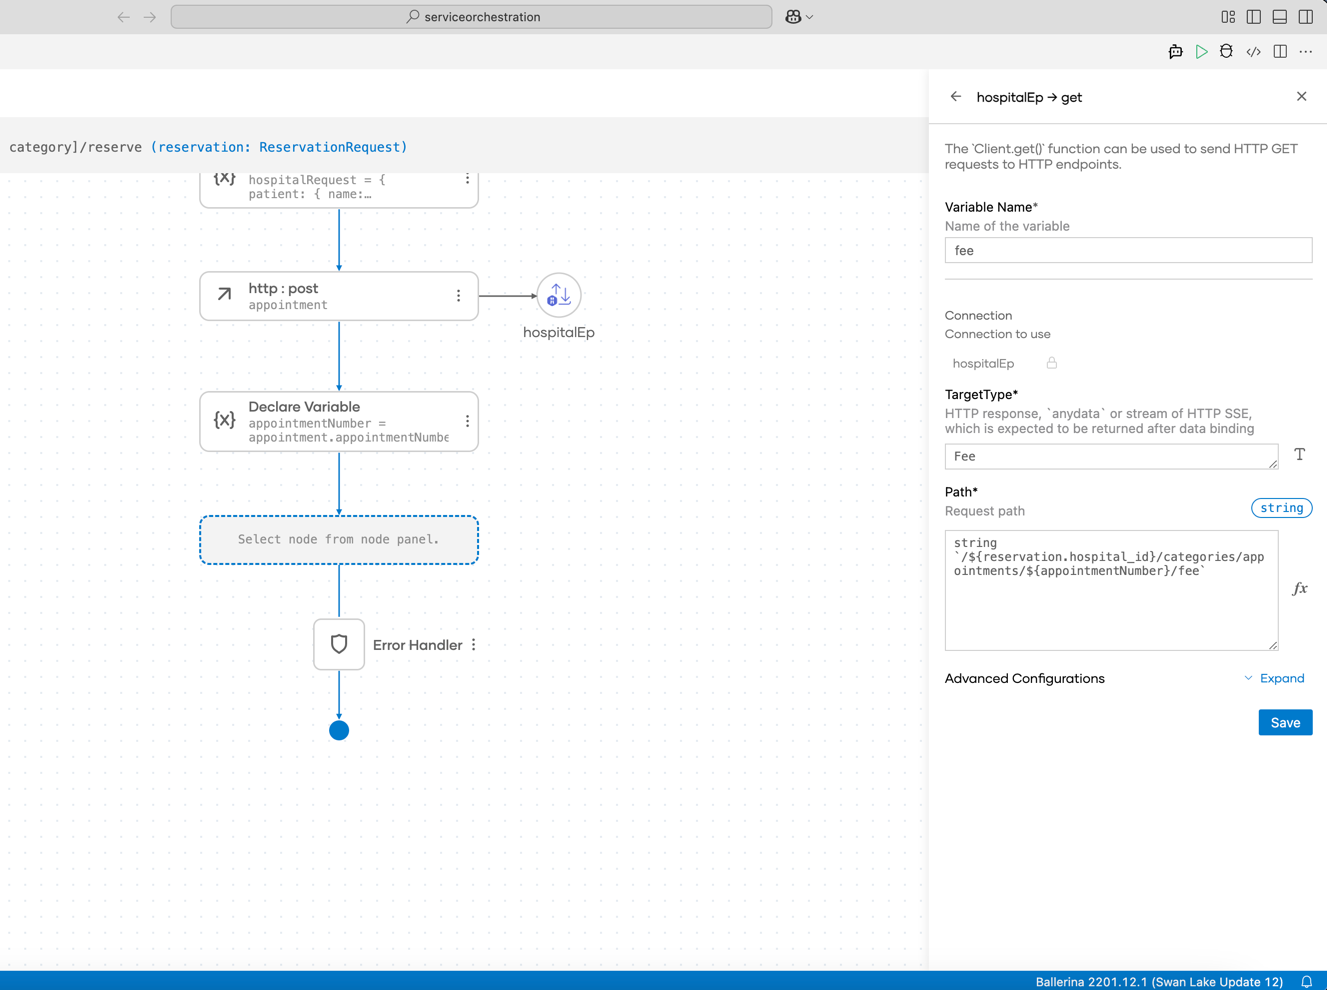 serviceorchestration
hospitalEp → get
The `Client.get()` function can be used to send HTTP GET
requests to HTTP endpoints.
category]/reserve (reservation: ReservationRequest)
{x}
hospitalRequest = {
patient: { name:…
http : post
appointment
hospitalEp
{x}
Declare Variable
appointmentNumber =
appointment.appointmentNumbe
Select node from node panel.
Error Handler
Variable Name*
Name of the variable
fee
Connection
Connection to use
hospitalEp
TargetType*
HTTP response, `anydata` or stream of HTTP SSE,
which is expected to be returned after data binding
Fee
T
Path*
Request path
string
string
`/${reservation.hospital_id}/categories/app
ointments/${appointmentNumber}/fee`
fx
Advanced Configurations
Expand
Save
Ballerina 2201.12.1 (Swan Lake Update 12)